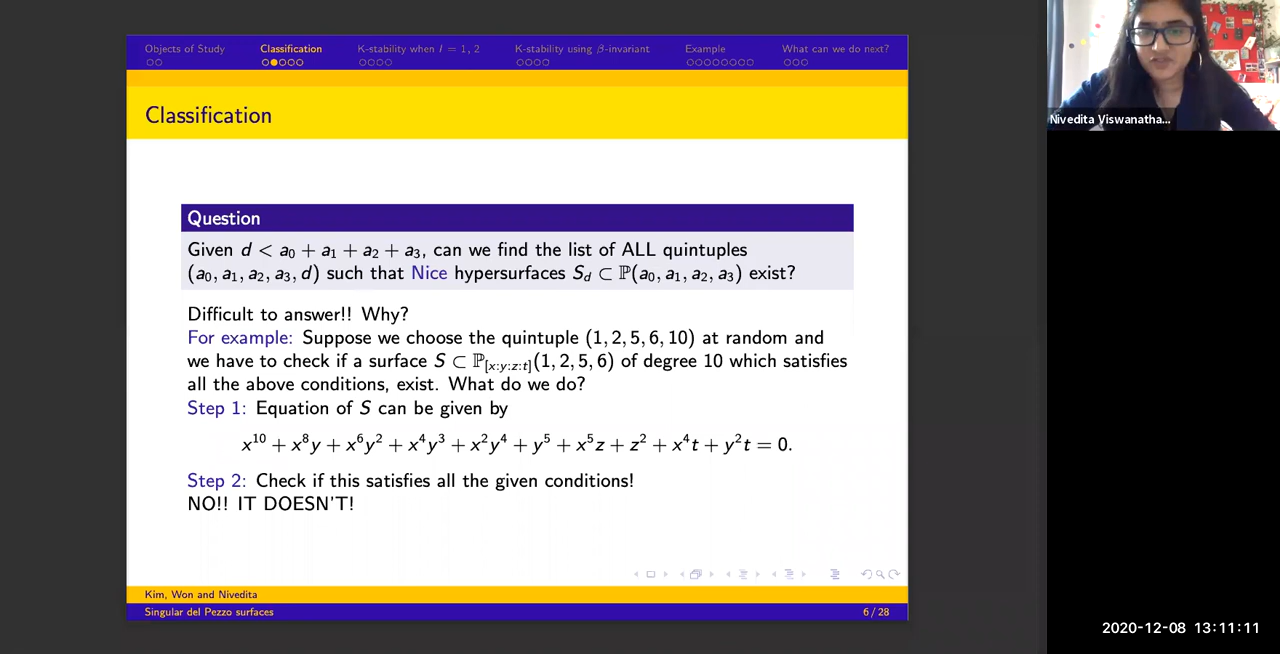 Objects of Study Classification K-stability when I = 1, 2 K-stability using β-invariant Example What can we do next?
Nivedita Viswanatha...
Classification
Question
Given d < a₀ + a₁ + a₂ + a₃, can we find the list of ALL quintuples
(a₀, a₁, a₂, a₃, d) such that Nice hypersurfaces S_d ⊂ ℙ(a₀, a₁, a₂, a₃) exist?
Difficult to answer!! Why?
For example: Suppose we choose the quintuple (1, 2, 5, 6, 10) at random and
we have to check if a surface S ⊂ ℙ_[x:y:z:t](1, 2, 5, 6) of degree 10 which satisfies
all the above conditions, exist. What do we do?
Step 1: Equation of S can be given by
x¹⁰ + x⁸y + x⁶y² + x⁴y³ + x²y⁴ + y⁵ + x⁵z + z² + x⁴t + y²t = 0.
Step 2: Check if this satisfies all the given conditions!
NO!! IT DOESN'T!
Kim, Won and Nivedita
Singular del Pezzo surfaces 6 / 28
2020-12-08 13:11:11